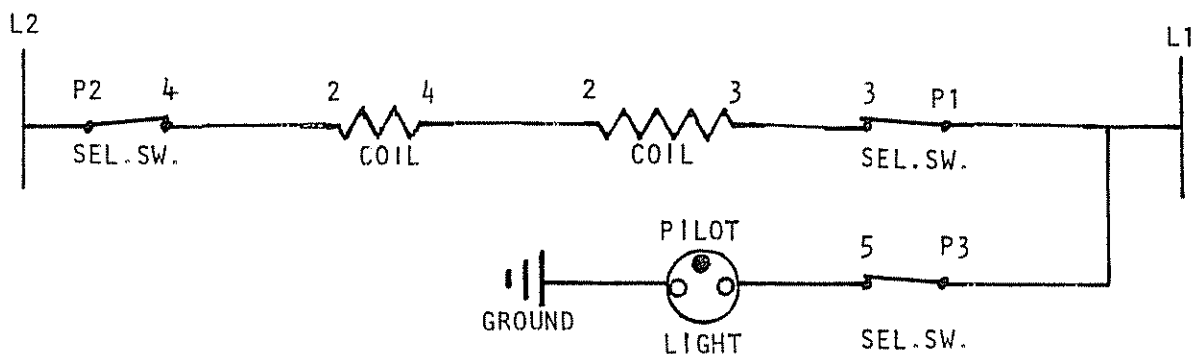 L2
L1
P2 4 2 4 2 3 3 P1
SEL.SW. COIL COIL SEL.SW.
PILOT 5 P3
GROUND
LIGHT SEL.SW.